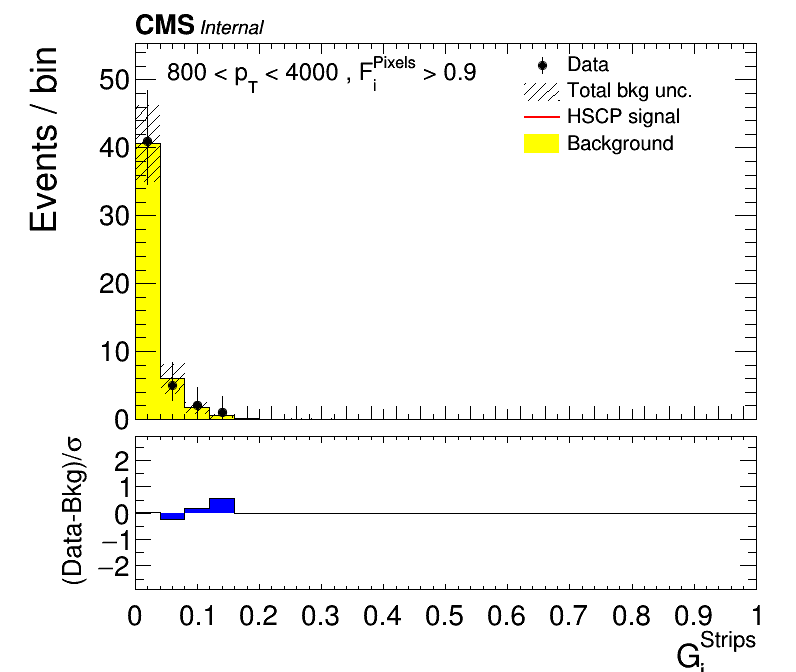 CMS Internal
800 < p_T < 4000 , F_i^Pixels > 0.9
Data
Total bkg unc.
HSCP signal
Background
Events / bin
50
40
30
20
10
0
(Data-Bkg)/σ
2
1
0
−1
−2
0 0.1 0.2 0.3 0.4 0.5 0.6 0.7 0.8 0.9 1
G_i^Strips